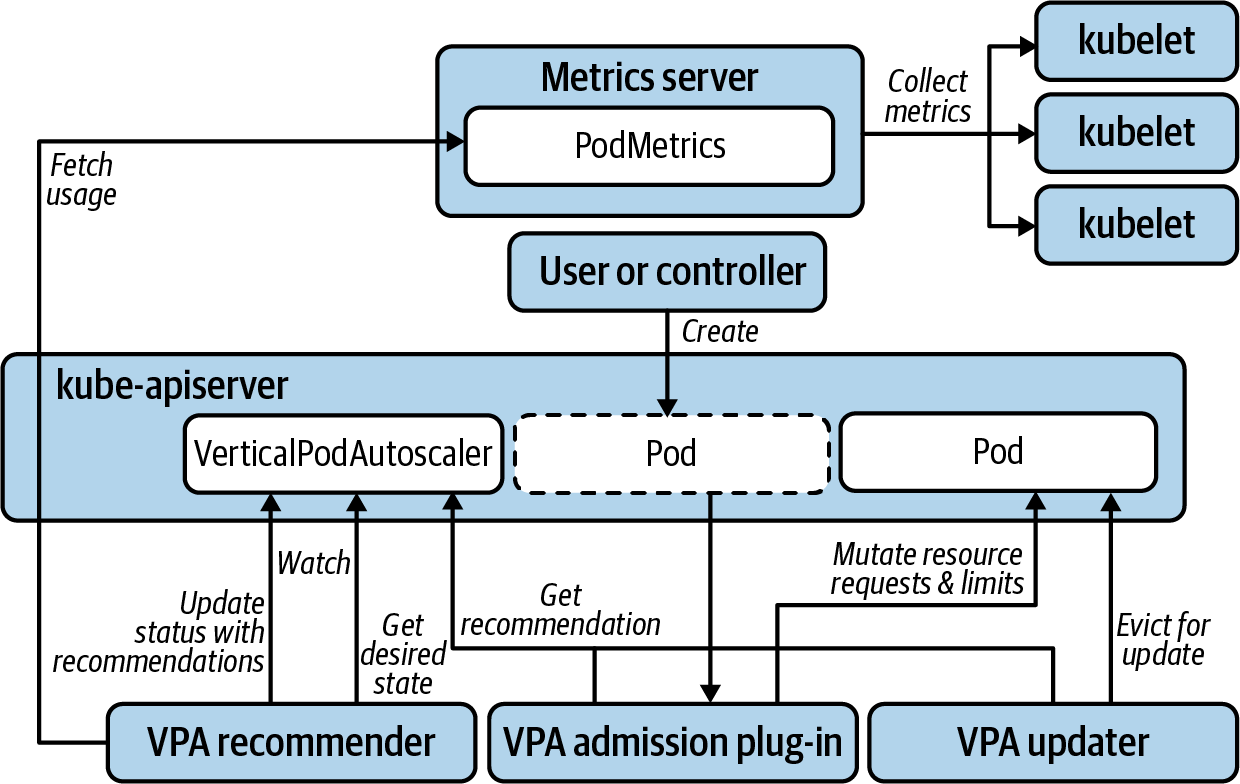 kubelet
Metrics server
Collect
metrics
PodMetrics
kubelet
Fetch
usage
kubelet
User or controller
Create
kube-apiserver
VerticalPodAutoscaler
Pod
Pod
Watch
Mutate resource
requests & limits
Update
status with
recommendations
Get
desired
state
Get
recommendation
Evict for
update
VPA recommender
VPA admission plug-in
VPA updater